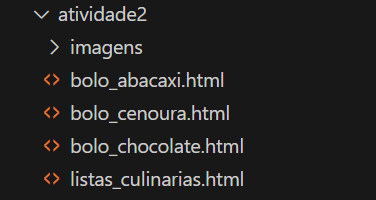 atividade2
imagens
bolo_abacaxi.html
bolo_cenoura.html
bolo_chocolate.html
listas_culinarias.html